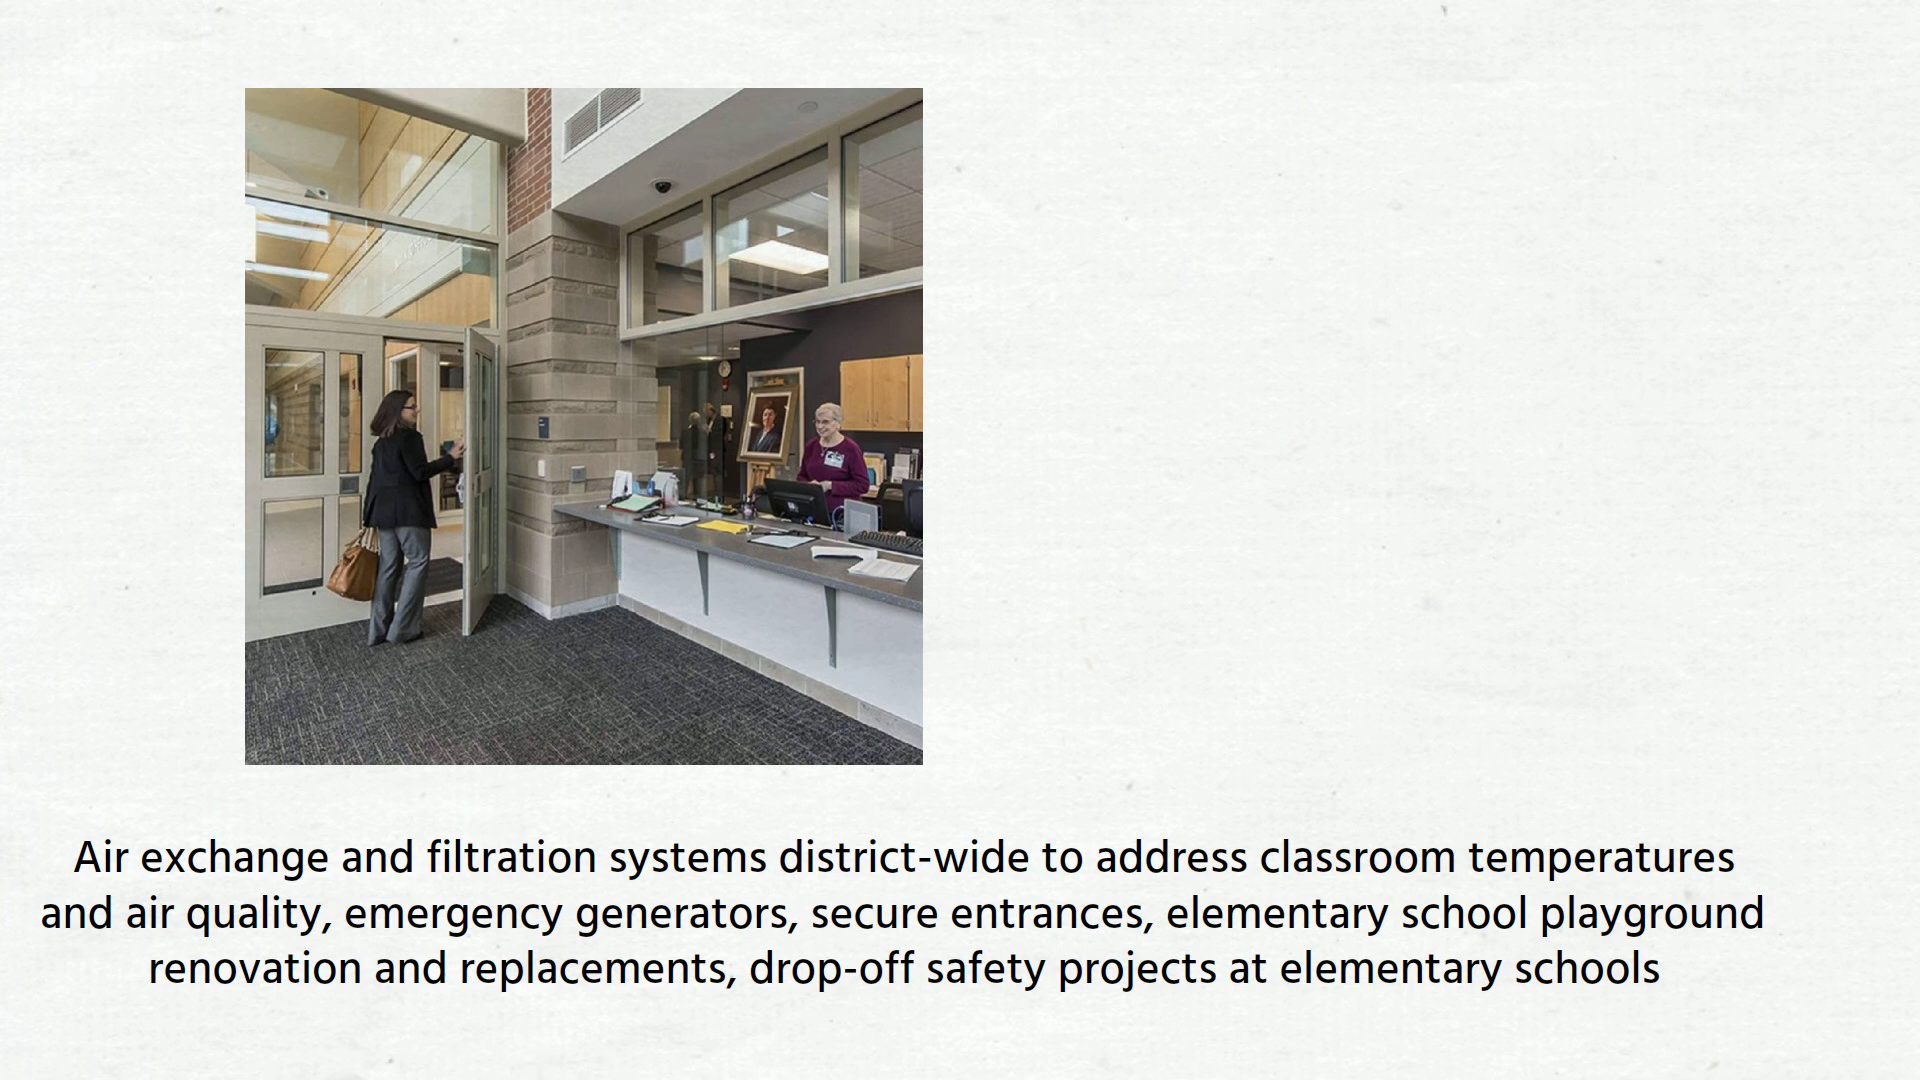 Air exchange and filtration systems district-wide to address classroom temperatures
and air quality, emergency generators, secure entrances, elementary school playground
renovation and replacements, drop-off safety projects at elementary schools